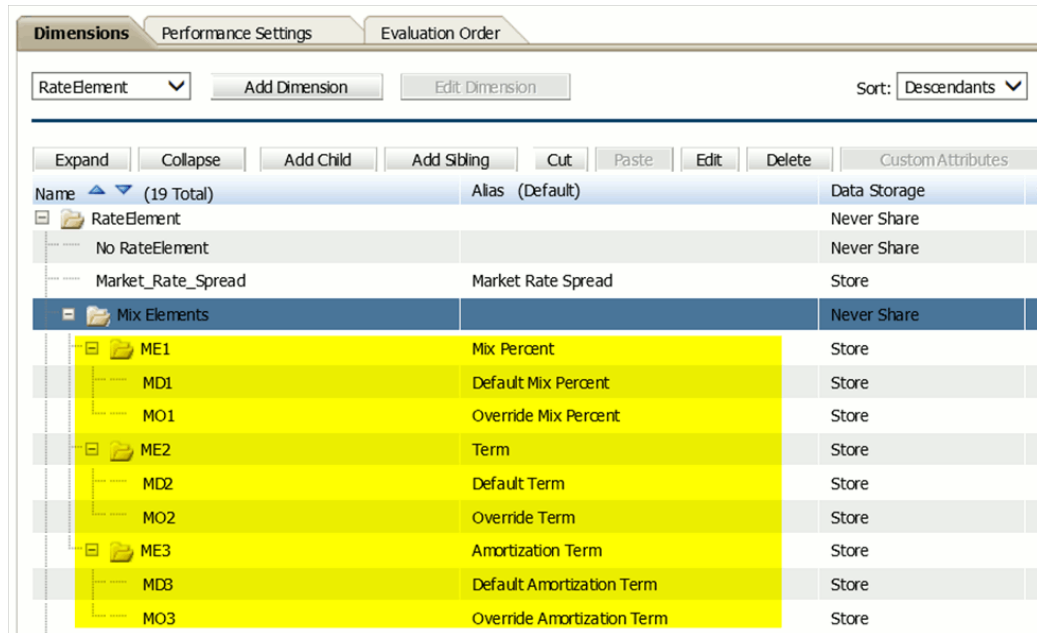 Dimensions Performance Settings Evaluation Order
RateElement Add Dimension Edit Dimension Sort: Descendants
Expand Collapse Add Child Add Sibling Cut Paste Edit Delete Custom Attributes
Name (19 Total) Alias (Default) Data Storage
RateElement Never Share
No RateElement Never Share
Market_Rate_Spread Market Rate Spread Store
Mix Elements Never Share
ME1 Mix Percent Store
MD1 Default Mix Percent Store
MO1 Override Mix Percent Store
ME2 Term Store
MD2 Default Term Store
MO2 Override Term Store
ME3 Amortization Term Store
MD3 Default Amortization Term Store
MO3 Override Amortization Term Store